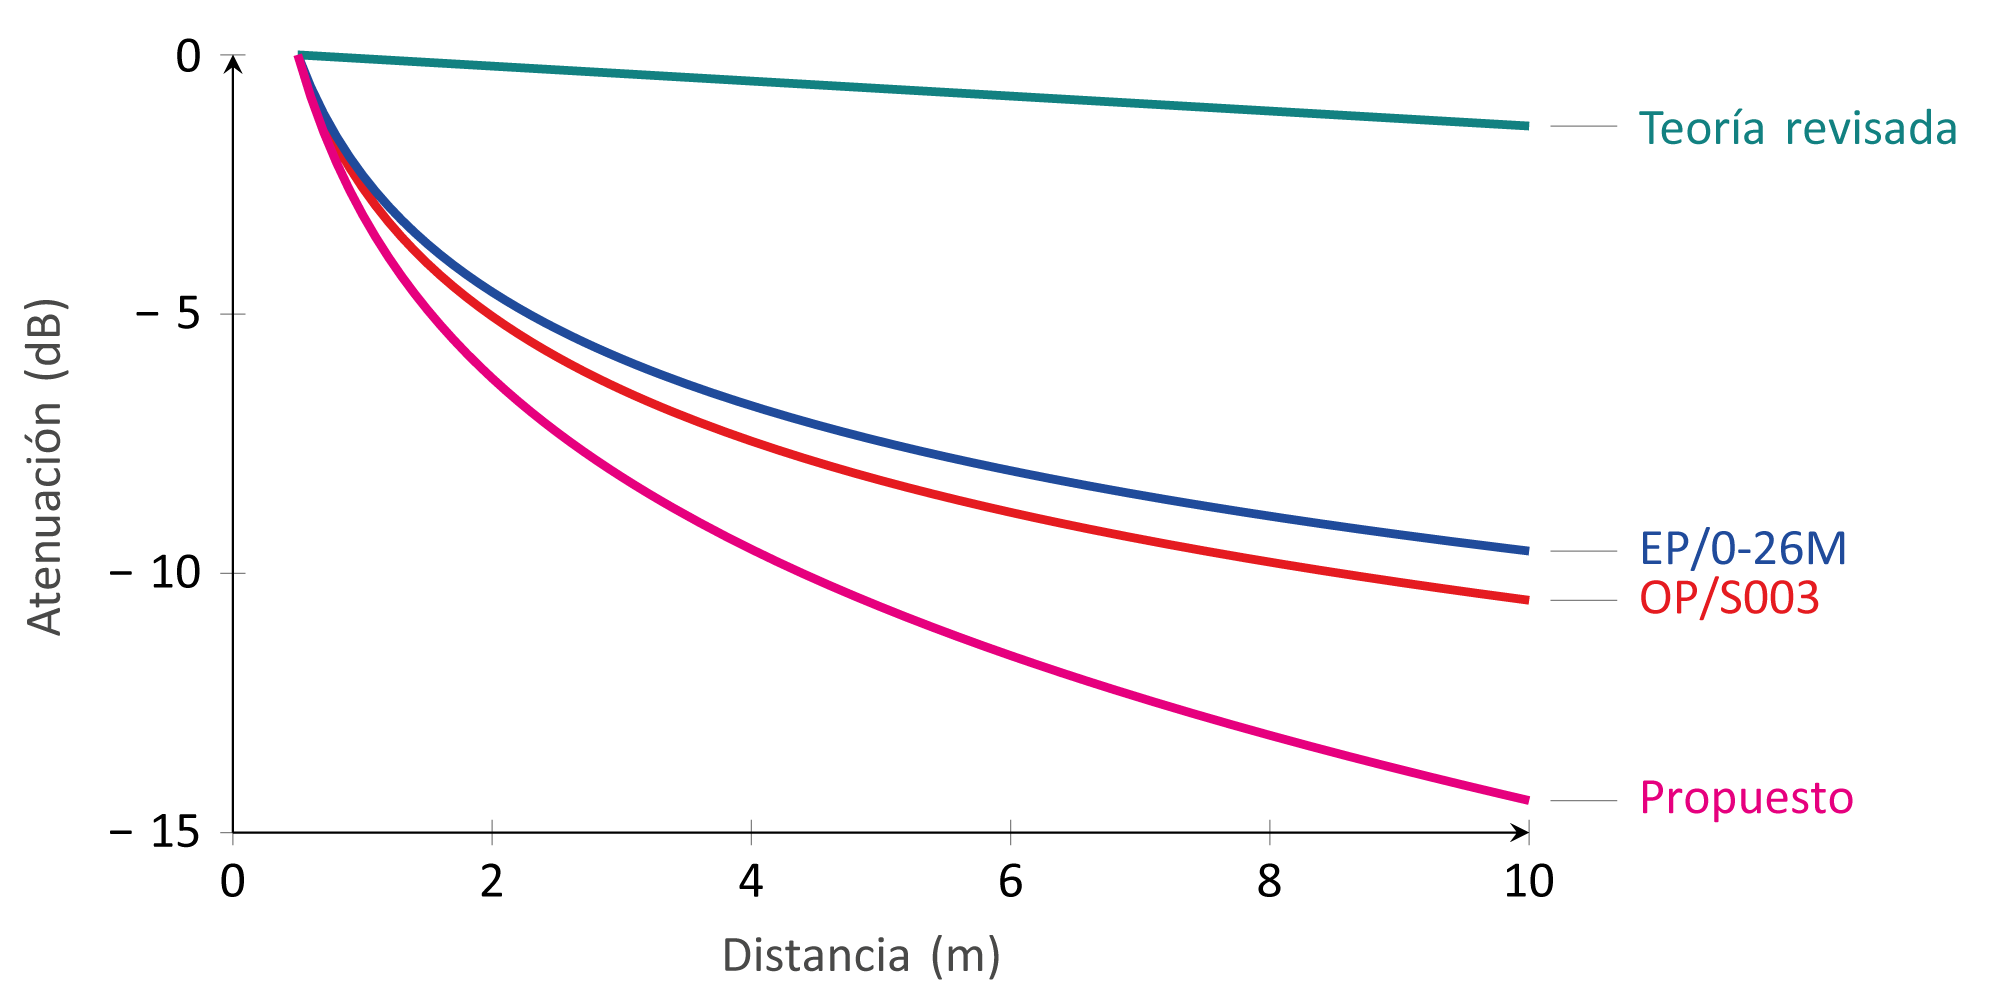 0
− 5
− 10
− 15
Atenuación (dB)
0 2 4 6 8 10
Distancia (m)
Teoría revisada
EP/0-26M
OP/S003
Propuesto